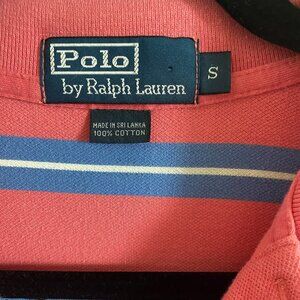 Polo
by Ralph Lauren
S
MADE IN SRI LANKA
100% COTTON